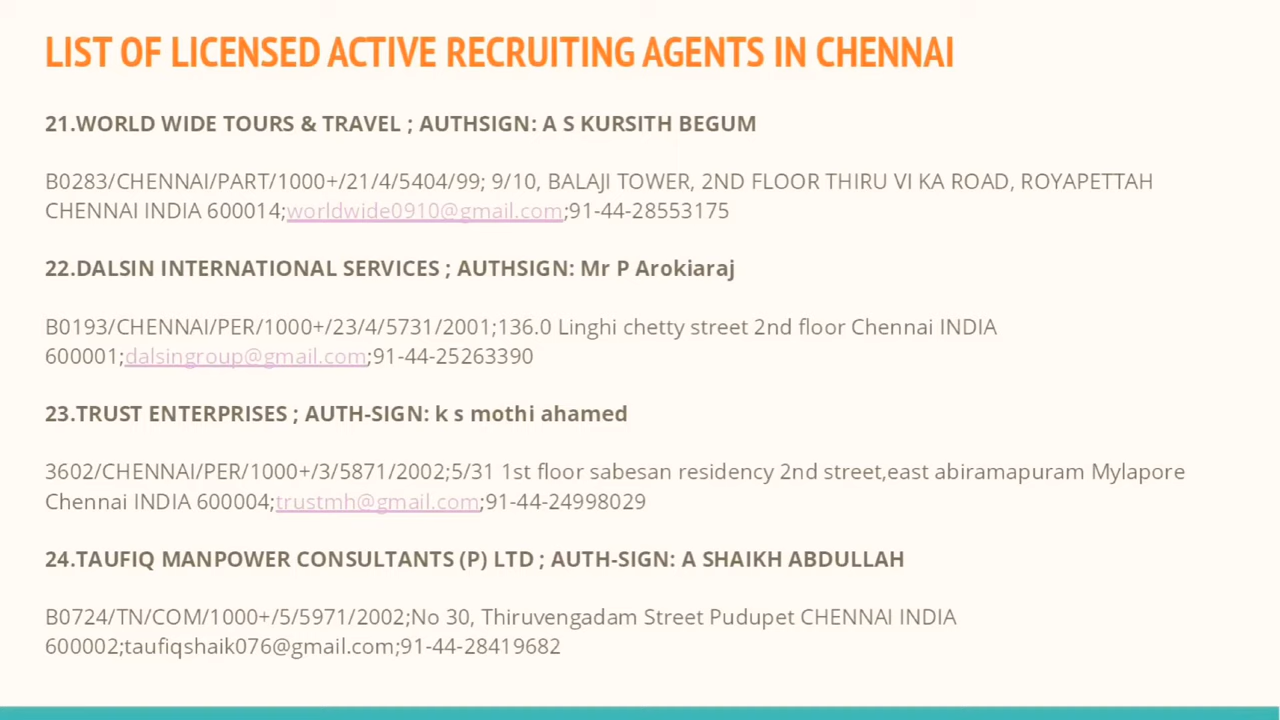 LIST OF LICENSED ACTIVE RECRUITING AGENTS IN CHENNAI
21.WORLD WIDE TOURS & TRAVEL ; AUTHSIGN: A S KURSITH BEGUM
B0283/CHENNAI/PART/1000+/21/4/5404/99; 9/10, BALAJI TOWER, 2ND FLOOR THIRU VI KA ROAD, ROYAPETTAH
CHENNAI INDIA 600014;worldwide0910@gmail.com;91-44-28553175
22.DALSIN INTERNATIONAL SERVICES ; AUTHSIGN: Mr P Arokiaraj
B0193/CHENNAI/PER/1000+/23/4/5731/2001;136.0 Linghi chetty street 2nd floor Chennai INDIA
600001;dalsingroup@gmail.com;91-44-25263390
23.TRUST ENTERPRISES ; AUTH-SIGN: k s mothi ahamed
3602/CHENNAI/PER/1000+/3/5871/2002;5/31 1st floor sabesan residency 2nd street,east abiramapuram Mylapore
Chennai INDIA 600004;trustmh@gmail.com;91-44-24998029
24.TAUFIQ MANPOWER CONSULTANTS (P) LTD ; AUTH-SIGN: A SHAIKH ABDULLAH
B0724/TN/COM/1000+/5/5971/2002;No 30, Thiruvengadam Street Pudupet CHENNAI INDIA
600002;taufiqshaik076@gmail.com;91-44-28419682